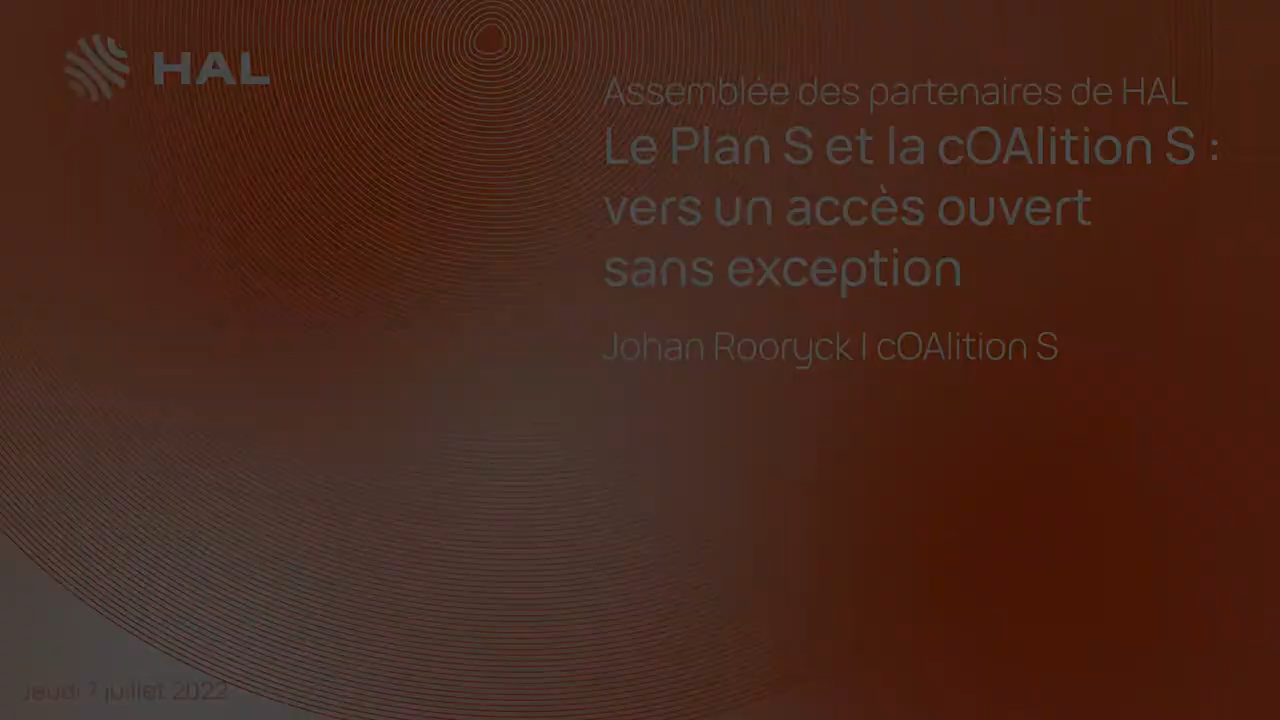 HAL
Assemblée des partenaires de HAL
Le Plan S et la cOAlition S :
vers un accès ouvert
sans exception
Johan Rooryck | cOAlition S
Jeudi 7 juillet 2022